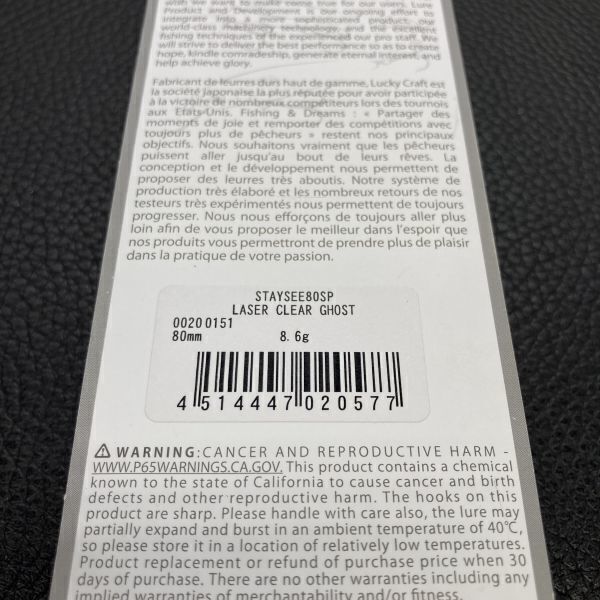 wish we want to make come true for our users. Lure
Product and Development is our ongoing effort to
integrate into a more sophisticated product, our
world-class machinery technology, and the excellent
fishing techniques of the experienced our pro staff. We
will strive to deliver the best performance so as to create
hope, kindle comradeship, generate eternal interest, and
help achieve glory.
Fabricant de leurres durs haut de gamme, Lucky Craft est
la société japonaise la plus réputée pour avoir participée
à la victoire de nombreux compétiteurs lors des tournois
aux Etats-Unis. Fishing & Dreams : « Partager des
moments de joie et remporter des compétitions avec
toujours plus de pêcheurs » restent nos principaux
objectifs. Nous souhaitons vraiment que les pêcheurs
puissent aller jusqu'au bout de leurs rêves. La
conception et le développement nous permettent de
proposer des leurres très aboutis. Notre système de
production très élaboré et les nombreux retours de nos
testeurs très expérimentés nous permettent de toujours
progresser. Nous nous efforçons de toujours aller plus
loin afin de vous proposer le meilleur dans l'espoir que
nos produits vous permettront de prendre plus de plaisir
dans la pratique de votre passion.
STAYSEE80SP
LASER CLEAR GHOST
00200151
80mm 8.6g
4 514447 020577
⚠ WARNING:CANCER AND REPRODUCTIVE HARM -
WWW.P65WARNINGS.CA.GOV. This product contains a chemical
known to the state of California to cause cancer and birth
defects and other reproductive harm. The hooks on this
product are sharp. Please handle with care also, the lure may
partially expand and burst in an ambient temperature of 40℃,
so please store it in a location of relatively low temperatures.
Product replacement or refund of purchase price when 30
days of purchase. There are no other warranties including any
implied warranties of merchantability and/or fitness.